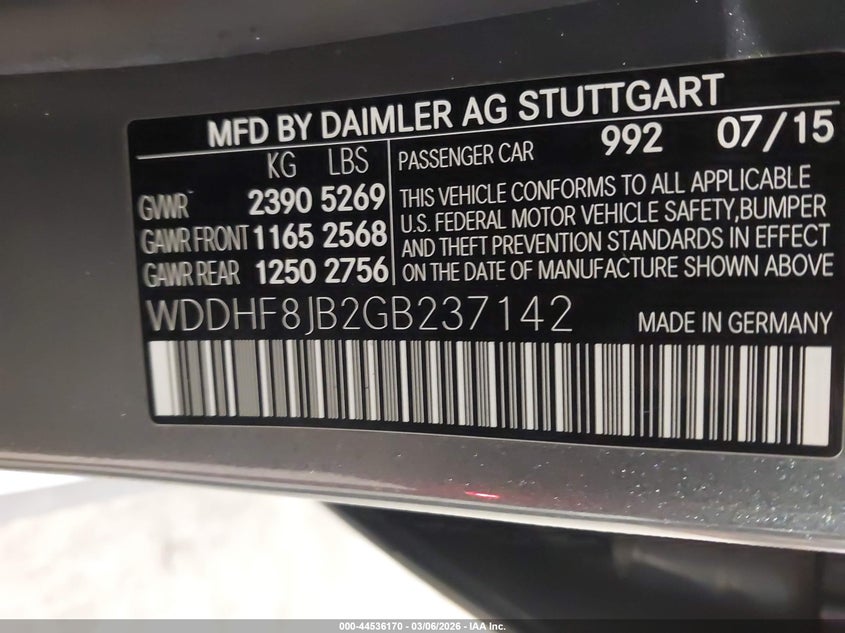 MFD BY DAIMLER AG STUTTGART
KG LBS
GVWR 2390 5269
GAWR FRONT 1165 2568
GAWR REAR 1250 2756
PASSENGER CAR 992 07/15
THIS VEHICLE CONFORMS TO ALL APPLICABLE
U.S. FEDERAL MOTOR VEHICLE SAFETY,BUMPER
AND THEFT PREVENTION STANDARDS IN EFFECT
ON THE DATE OF MANUFACTURE SHOWN ABOVE
WDDHF8JB2GB237142 MADE IN GERMANY
000-44536170 - 03/06/2026 - IAA Inc.